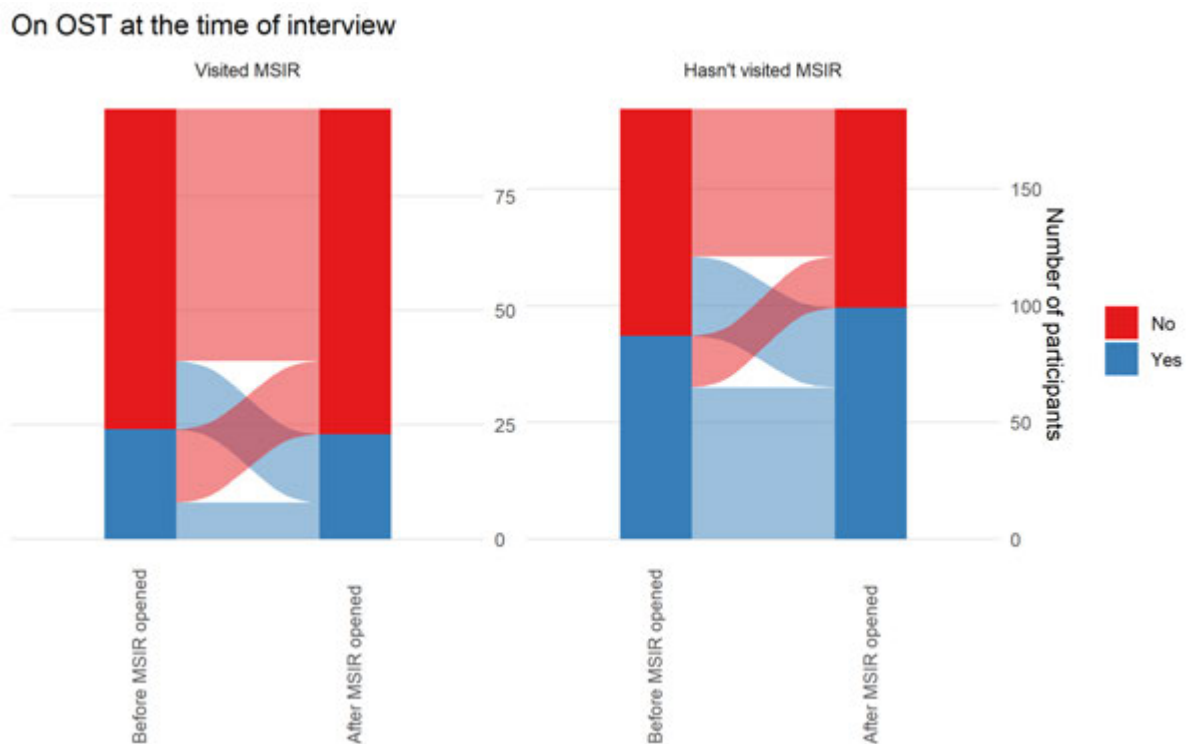 On OST at the time of interview
Visited MSIR
Hasn't visited MSIR
75
50
25
0
150
100
50
0
Number of participants
No
Yes
Before MSIR opened
After MSIR opened
Before MSIR opened
After MSIR opened